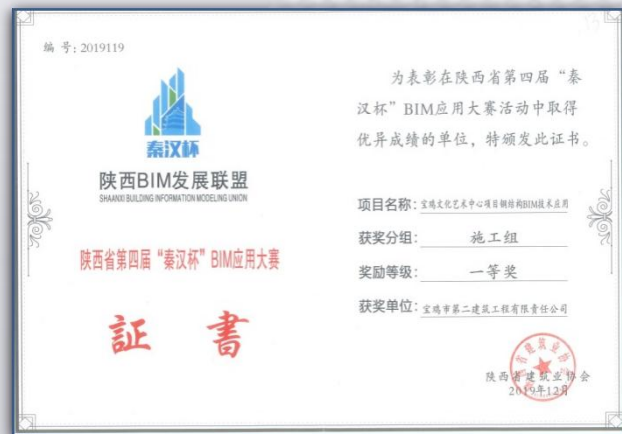 编 号: 2019119
秦汉杯
陕西BIM发展联盟
SHAANXI BUILDING INFORMATION MODELING UNION
陕西省第四届“秦汉杯”BIM应用大赛
証 書
为表彰在陕西省第四届“秦
汉杯”BIM应用大赛活动中取得
优异成绩的单位，特颁发此证书。
项目名称: 宝鸡文化艺术中心项目钢结构BIM技术应用
获奖分组: 施工组
奖励等级: 一等奖
获奖单位: 宝鸡市第二建筑工程有限责任公司
陕西省建筑业协会
2019年12月